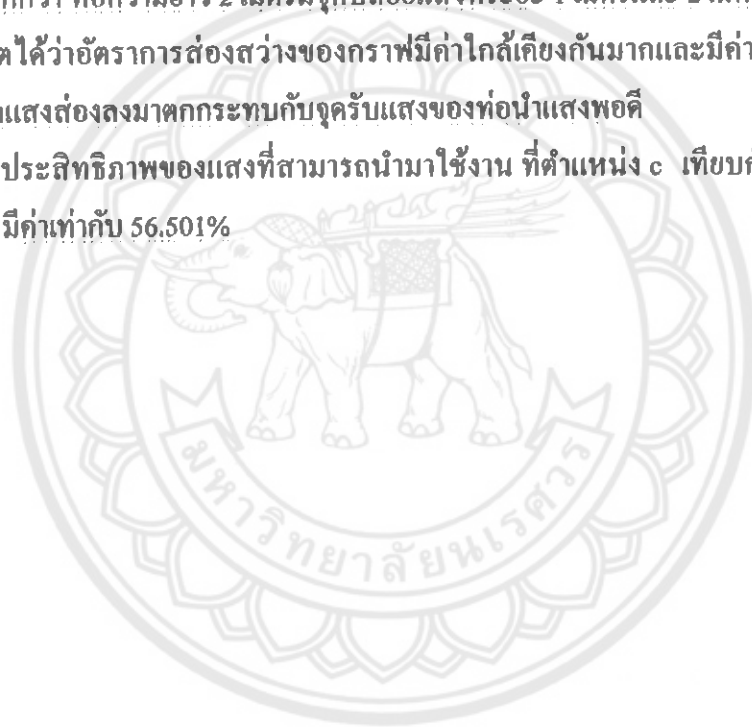 ตได้ว่าอัตราการส่องสว่างของกราฟมีค่าใกล้เคียงกันมากและมีค่า
แสงส่องลงมาตกกระทบกับจุดรับแสงของท่อนำแสงพอดี
ประสิทธิภาพของแสงที่สามารถนำมาใช้งาน ที่ตำแหน่ง c เทียบ
มีค่าเท่ากับ 56.501%
มหาวิทยาลัยนเรศวร